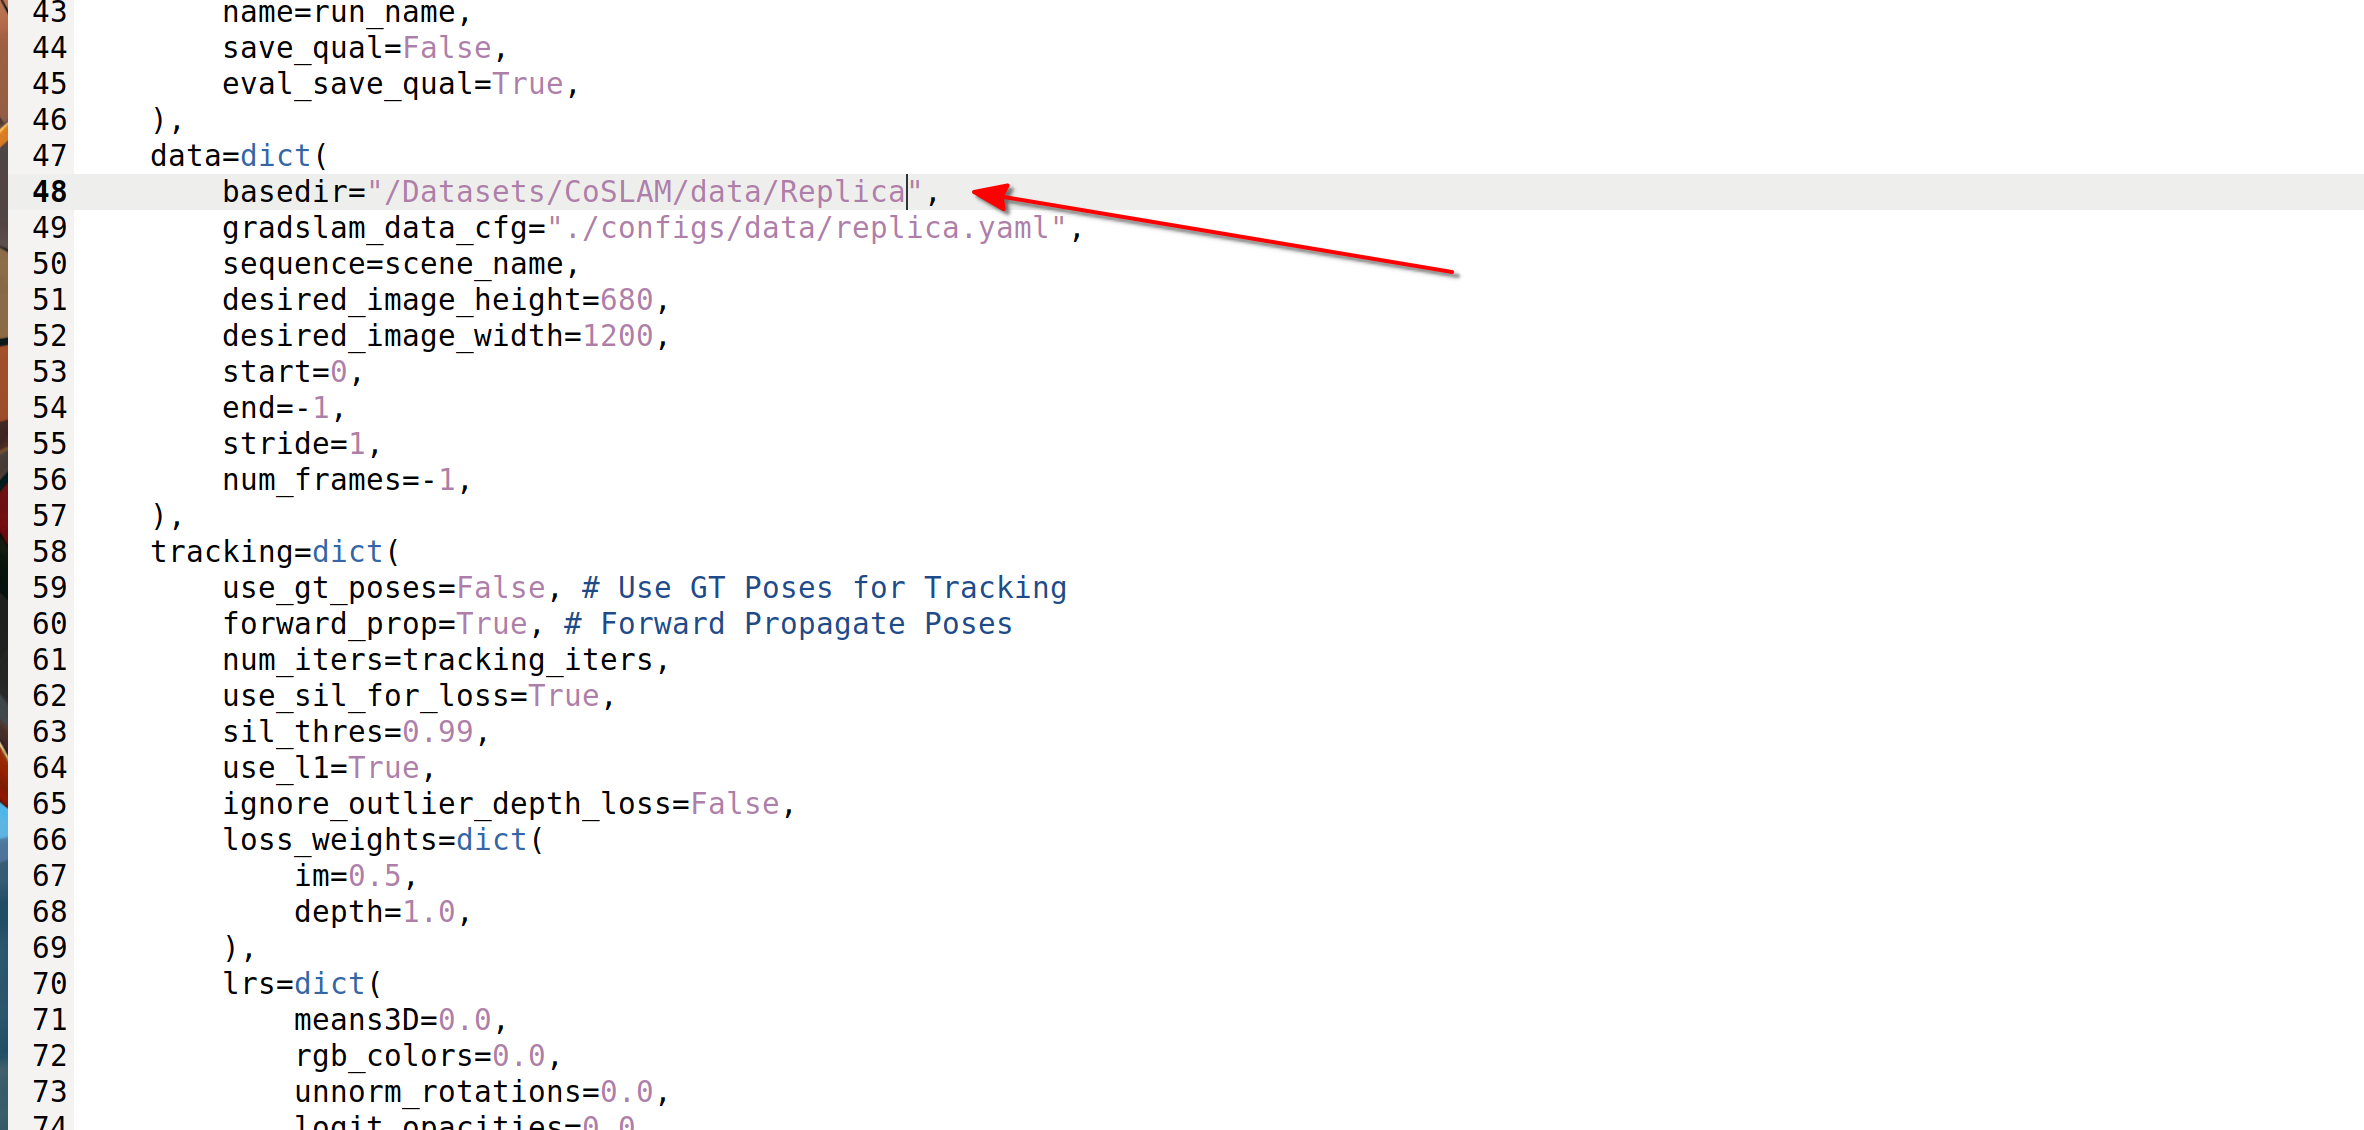 43 name=run_name,
44 save_qual=False,
45 eval_save_qual=True,
46 ),
47 data=dict(
48 basedir="/Datasets/CoSLAM/data/Replica",
49 gradslam_data_cfg="./configs/data/replica.yaml",
50 sequence=scene_name,
51 desired_image_height=680,
52 desired_image_width=1200,
53 start=0,
54 end=-1,
55 stride=1,
56 num_frames=-1,
57 ),
58 tracking=dict(
59 use_gt_poses=False, # Use GT Poses for Tracking
60 forward_prop=True, # Forward Propagate Poses
61 num_iters=tracking_iters,
62 use_sil_for_loss=True,
63 sil_thres=0.99,
64 use_l1=True,
65 ignore_outlier_depth_loss=False,
66 loss_weights=dict(
67 im=0.5,
68 depth=1.0,
69 ),
70 lrs=dict(
71 means3D=0.0,
72 rgb_colors=0.0,
73 unnorm_rotations=0.0,
74 logit_opacities=0.0